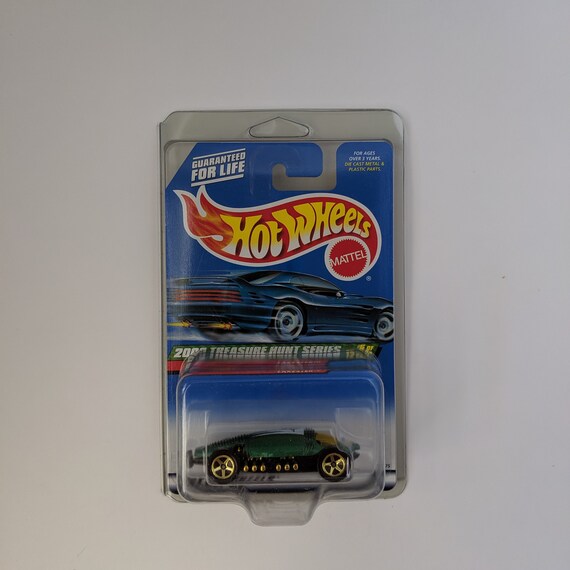 GUARANTEED
FOR LIFE
FOR AGES
OVER 3 YEARS.
DIE CAST METAL &
PLASTIC PARTS.
HOT WHEELS
MATTEL
®
2000 TREASURE HUNT SERIES